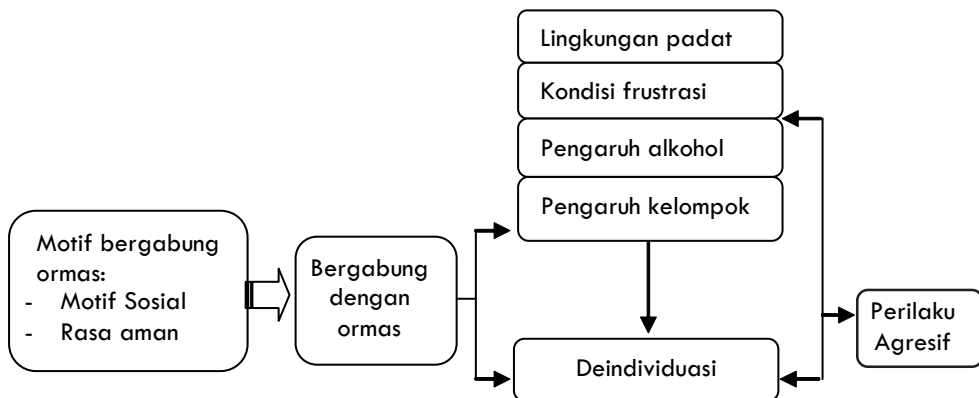 Lingkungan padat
Kondisi frustrasi
Pengaruh alkohol
Pengaruh kelompok
Motif bergabung
ormas:
- Motif Sosial
- Rasa aman
Bergabung
dengan
ormas
Deindividuasi
Perilaku
Agresif